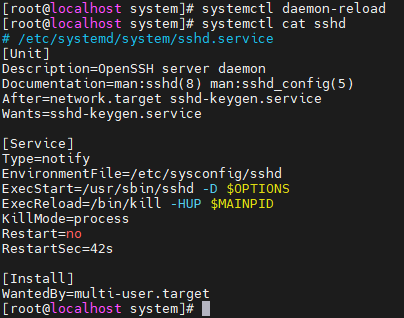 [root@localhost system]# systemctl daemon-reload
[root@localhost system]# systemctl cat sshd
# /etc/systemd/system/sshd.service
[Unit]
Description=OpenSSH server daemon
Documentation=man:sshd(8) man:sshd_config(5)
After=network.target sshd-keygen.service
Wants=sshd-keygen.service

[Service]
Type=notify
EnvironmentFile=/etc/sysconfig/sshd
ExecStart=/usr/sbin/sshd -D $OPTIONS
ExecReload=/bin/kill -HUP $MAINPID
KillMode=process
Restart=no
RestartSec=42s

[Install]
WantedBy=multi-user.target
[root@localhost system]#